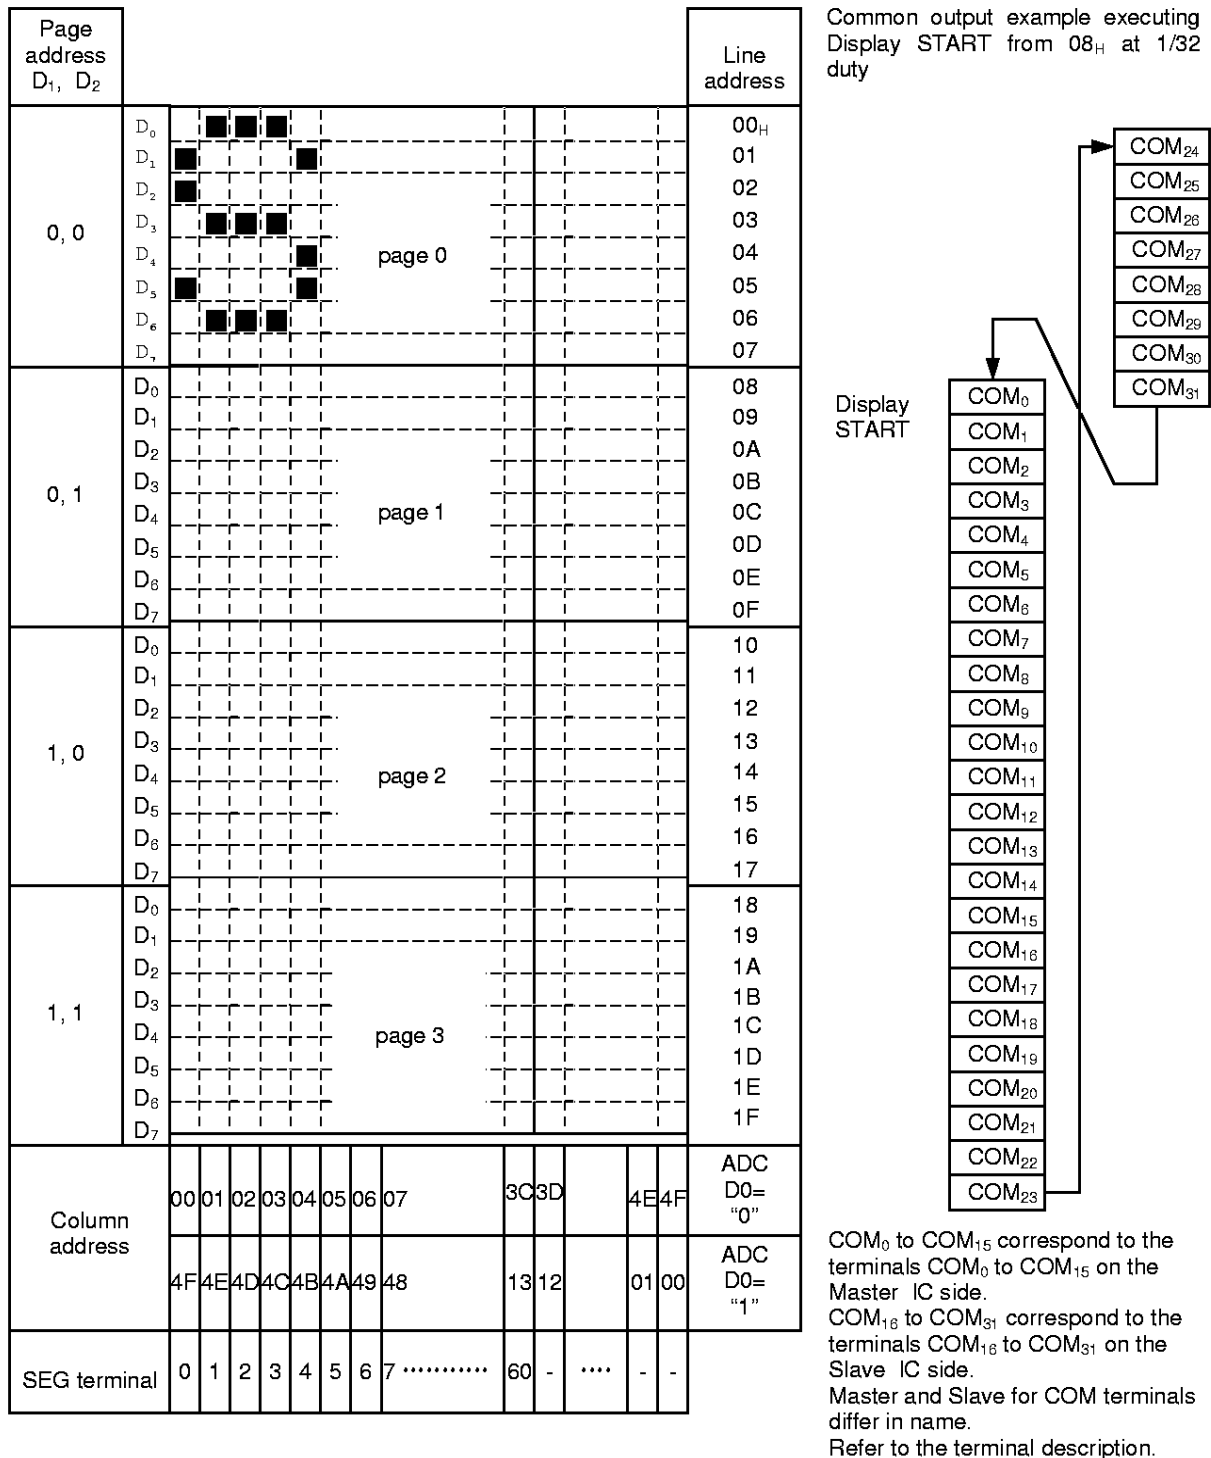 Page
address
D₁, D₂
Line
address
0, 0
D₀ 00H
D₁ 01
D₂ 02
D₃ 03
D₄ page 0 04
D₅ 05
D₆ 06
D₇ 07
0, 1
D₀ 08
D₁ 09
D₂ 0A
D₃ 0B
D₄ page 1 0C
D₅ 0D
D₆ 0E
D₇ 0F
1, 0
D₀ 10
D₁ 11
D₂ 12
D₃ 13
D₄ page 2 14
D₅ 15
D₆ 16
D₇ 17
1, 1
D₀ 18
D₁ 19
D₂ 1A
D₃ 1B
D₄ page 3 1C
D₅ 1D
D₆ 1E
D₇ 1F
Column
address
00 01 02 03 04 05 06 07 3C 3D 4E 4F
ADC
D0=
“0”
4F 4E 4D 4C 4B 4A 49 48 13 12 01 00
ADC
D0=
“1”
SEG terminal 0 1 2 3 4 5 6 7 ··········· 60 - ···· - -
Common output example executing
Display START from 08H at 1/32
duty
COM₂₄
COM₂₅
COM₂₆
COM₂₇
COM₂₈
COM₂₉
COM₃₀
COM₃₁
Display
START
COM₀
COM₁
COM₂
COM₃
COM₄
COM₅
COM₆
COM₇
COM₈
COM₉
COM₁₀
COM₁₁
COM₁₂
COM₁₃
COM₁₄
COM₁₅
COM₁₆
COM₁₇
COM₁₈
COM₁₉
COM₂₀
COM₂₁
COM₂₂
COM₂₃
COM₀ to COM₁₅ correspond to the
terminals COM₀ to COM₁₅ on the
Master IC side.
COM₁₆ to COM₃₁ correspond to the
terminals COM₁₆ to COM₃₁ on the
Slave IC side.
Master and Slave for COM terminals
differ in name.
Refer to the terminal description.